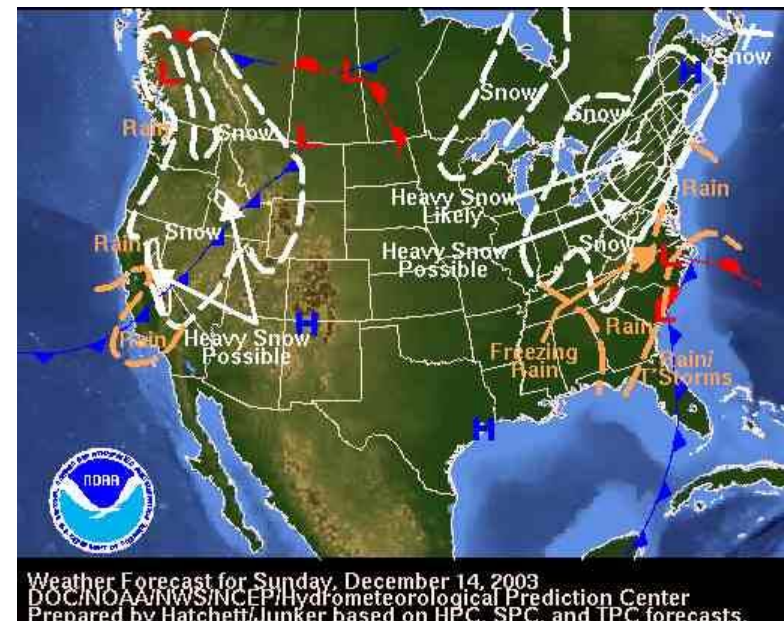 Snow
H
L
L
Snow
Snow
Rain
Snow
L
Heavy Snow
Likely
Rain
Rain
Snow
Heavy Snow
Possible
Snow
L
Heavy Snow
Possible
H
L
Rain
Rain
Freezing
Rain
Rain/
T'Storms
H
NOAA
Weather Forecast for Sunday, December 14, 2003
DOC/NOAA/NWS/NCEP/Hydrometeorological Prediction Center
Prepared by Hatchett/Junker based on HPC, SPC, and TPC forecasts.